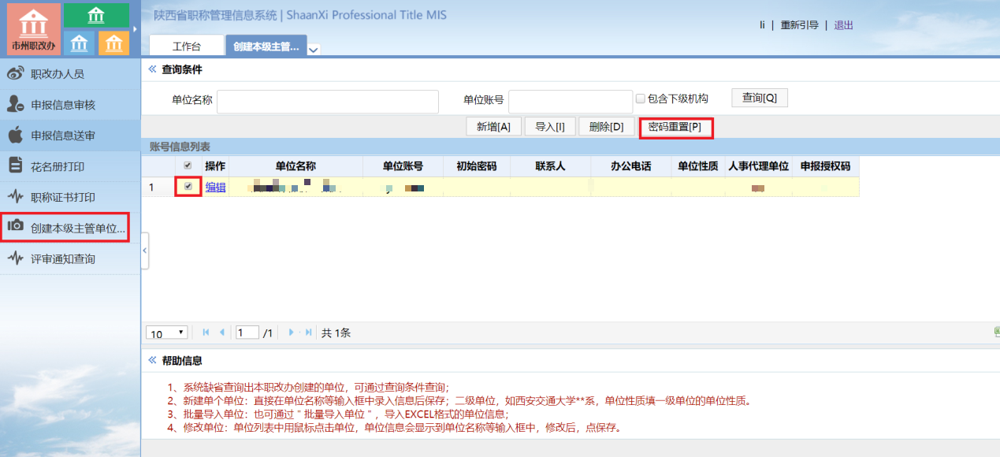 陕西省职称管理信息系统 | ShaanXi Professional Title MIS
li | 重新引导 | 退出
市州职改办
工作台 创建本级主管...
职改办人员
申报信息审核
申报信息送审
花名册打印
职称证书打印
创建本级主管单位...
评审通知查询
查询条件
单位名称 单位账号 包含下级机构 查询[Q]
新增[A] 导入[I] 删除[D] 密码重置[P]
账号信息列表
操作 单位名称 单位账号 初始密码 联系人 办公电话 单位性质 人事代理单位 申报授权码
1 编辑
10 1 /1 共 1条
帮助信息
1、系统缺省查询出本职改办创建的单位，可通过查询条件查询；
2、新建单个单位：直接在单位名称等输入框中录入信息后保存；二级单位，如西安交通大学**系，单位性质填一级单位的单位性质。
3、批量导入单位：也可通过＂批量导入单位＂，导入EXCEL格式的单位信息；
4、修改单位：单位列表中用鼠标点击单位，单位信息会显示到单位名称等输入框中，修改后，点保存。